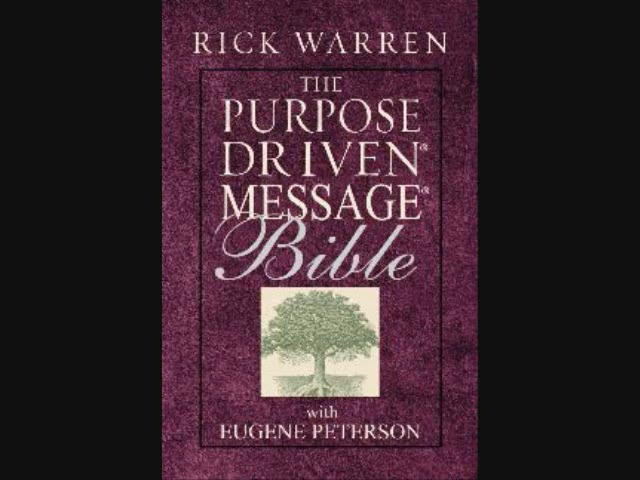 RICK WARREN
THE
PURPOSE
DRIVEN®
MESSAGE®
Bible
with
EUGENE PETERSON